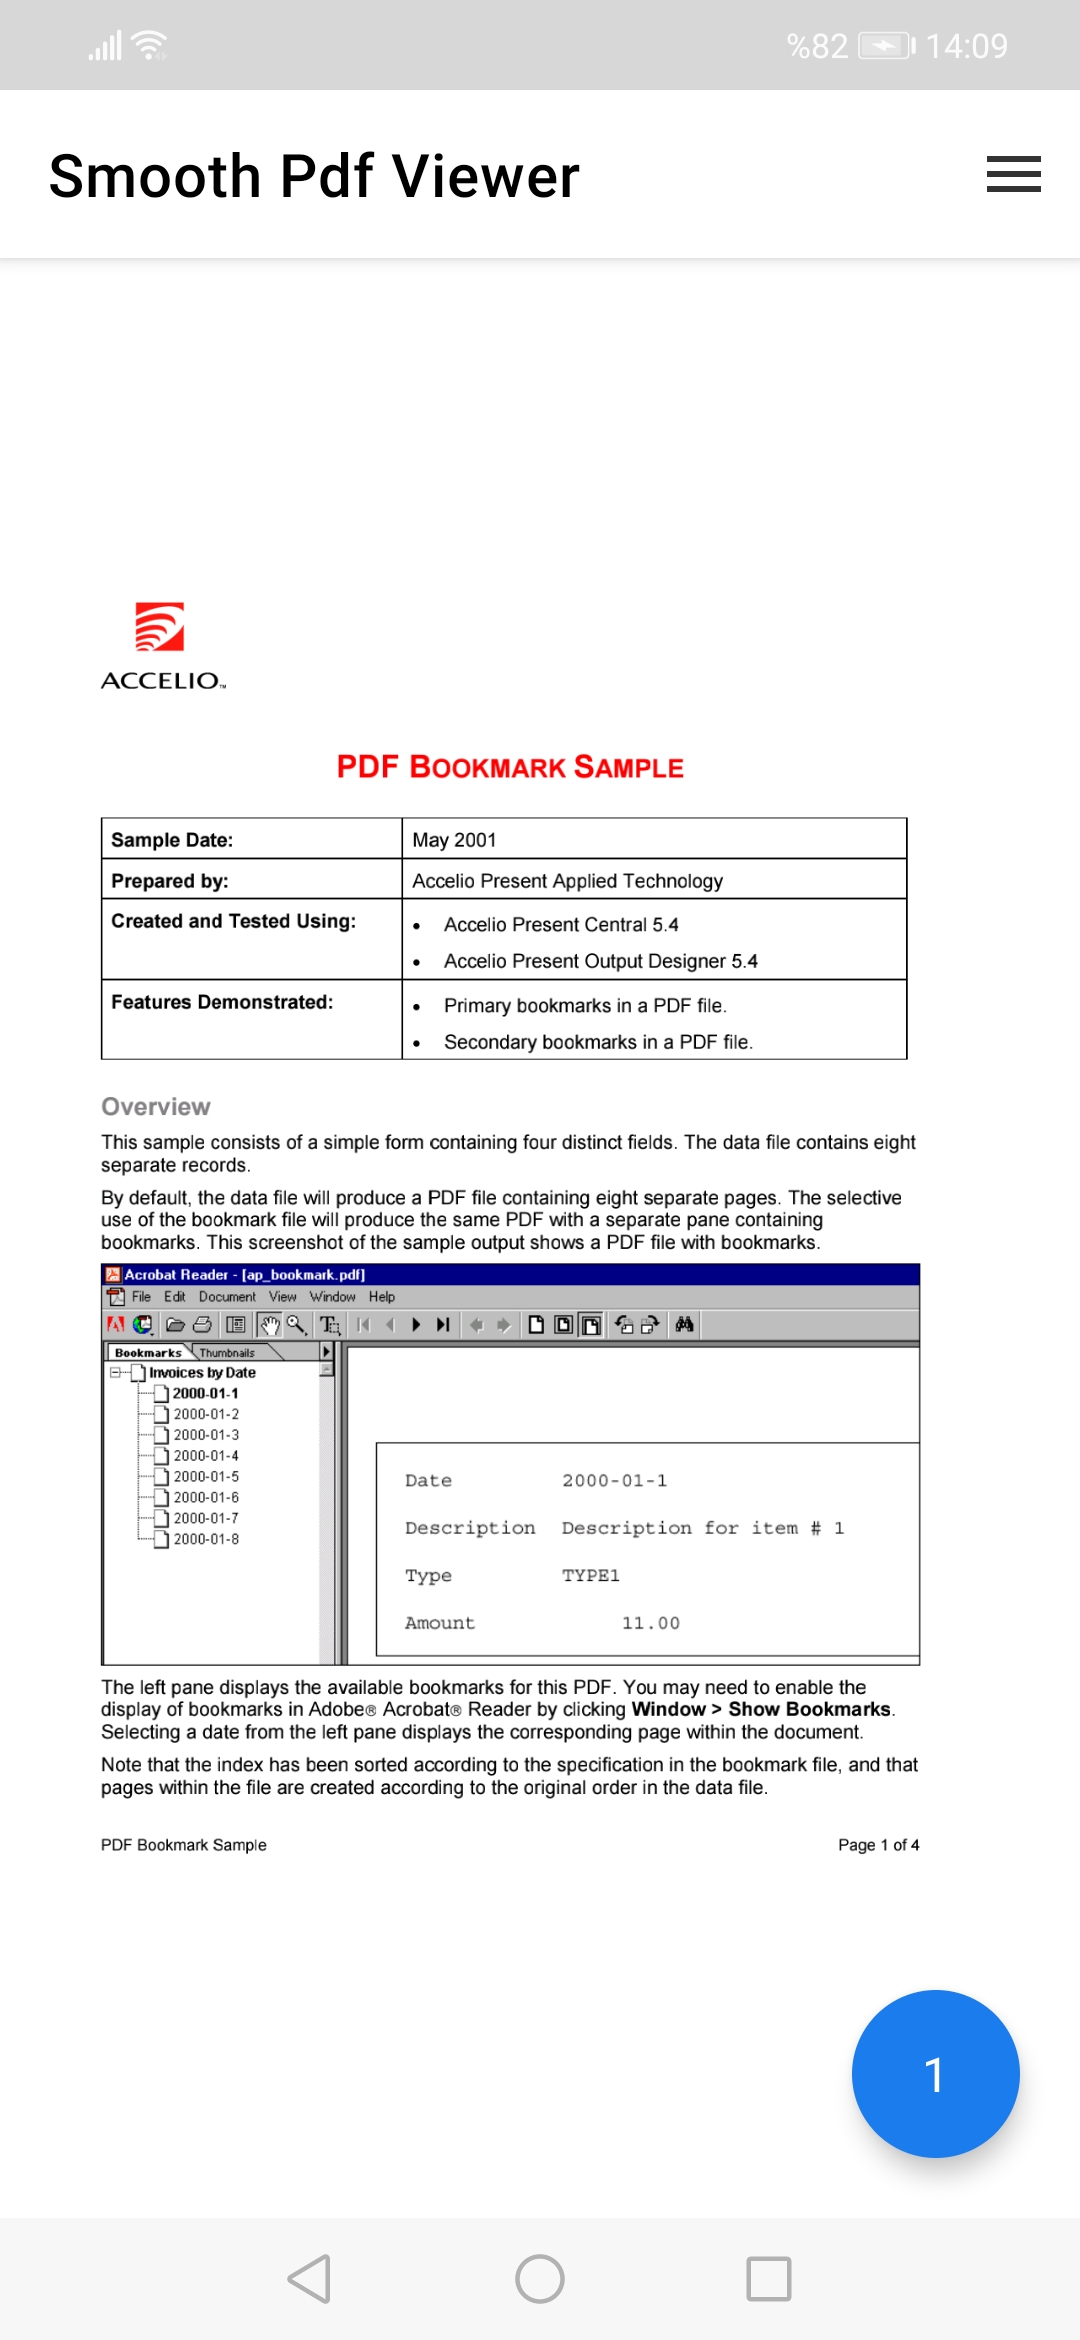 %82 14:09
Smooth Pdf Viewer
ACCELIO™
PDF BOOKMARK SAMPLE
Sample Date: May 2001
Prepared by: Accelio Present Applied Technology
Created and Tested Using: • Accelio Present Central 5.4
• Accelio Present Output Designer 5.4
Features Demonstrated: • Primary bookmarks in a PDF file.
• Secondary bookmarks in a PDF file.
Overview
This sample consists of a simple form containing four distinct fields. The data file contains eight
separate records.
By default, the data file will produce a PDF file containing eight separate pages. The selective
use of the bookmark file will produce the same PDF with a separate pane containing
bookmarks. This screenshot of the sample output shows a PDF file with bookmarks.
Acrobat Reader - [ap_bookmark.pdf]
File Edit Document View Window Help
Bookmarks Thumbnails
Invoices by Date
2000-01-1
2000-01-2
2000-01-3
2000-01-4
2000-01-5
2000-01-6
2000-01-7
2000-01-8
Date 2000-01-1
Description Description for item # 1
Type TYPE1
Amount 11.00
The left pane displays the available bookmarks for this PDF. You may need to enable the
display of bookmarks in Adobe® Acrobat® Reader by clicking Window > Show Bookmarks.
Selecting a date from the left pane displays the corresponding page within the document.
Note that the index has been sorted according to the specification in the bookmark file, and that
pages within the file are created according to the original order in the data file.
PDF Bookmark Sample Page 1 of 4
1